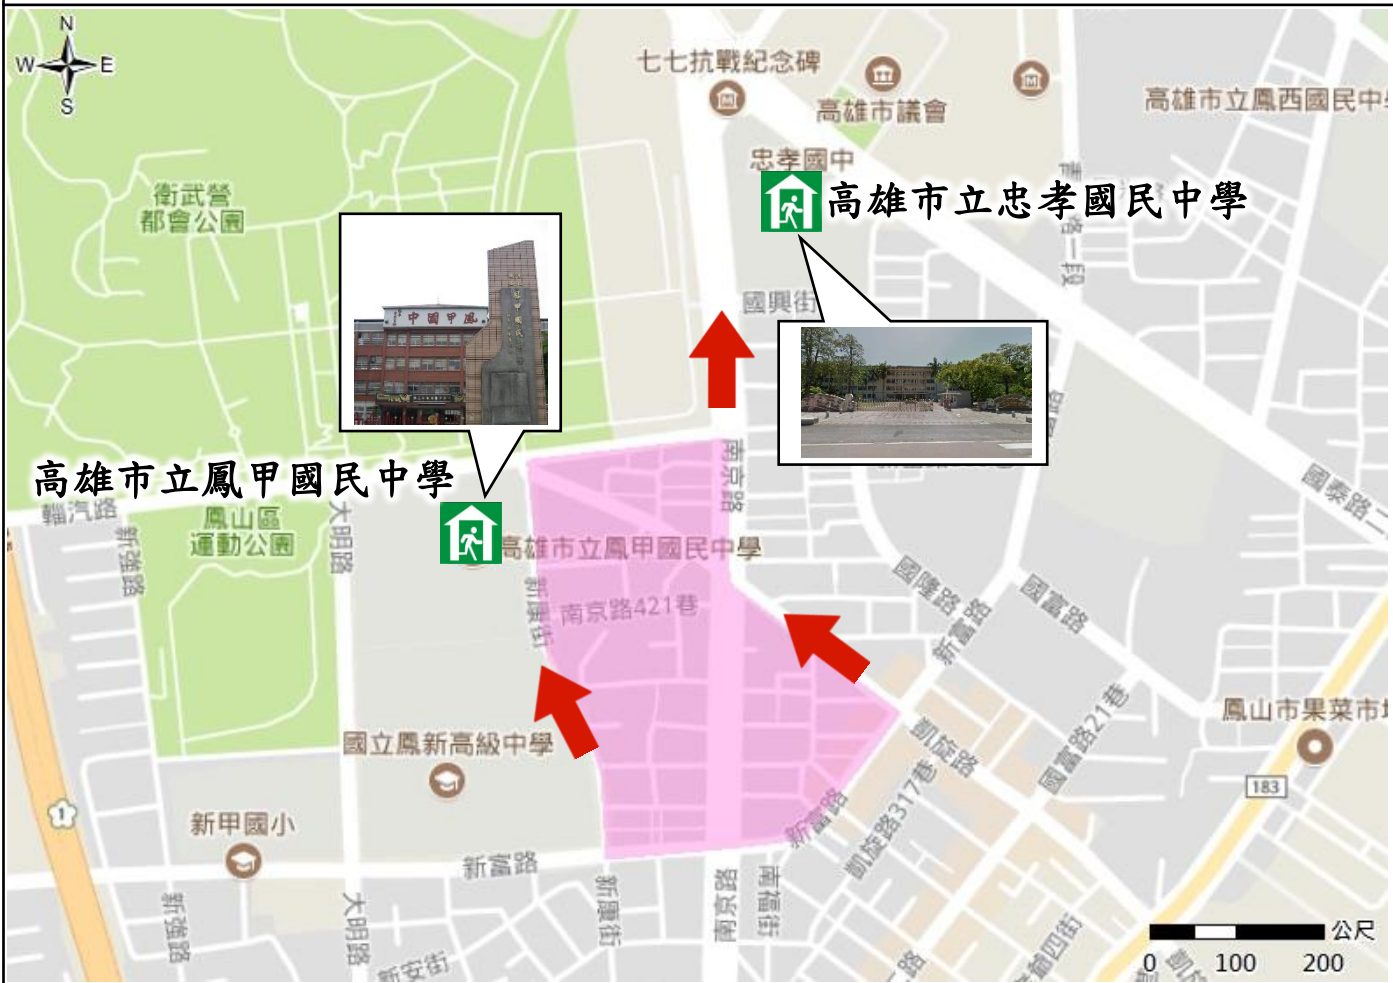 N
W E
S
七七抗戰紀念碑
高雄市議會
高雄市立鳳西國民中
忠孝國中
高雄市立忠孝國民中學
衛武營
都會公園
國興街
鳳甲國中
南京路
高雄市立鳳甲國民中學
輜汽路
鳳山區
運動公園
大明路
新強路
高雄市立鳳甲國民中學
新康街
南京路421巷
國隆路
新富路
國富路
國泰路二
國立鳳新高級中學
新甲國小
1
新富路
新富路
凱旋路
凱旋路317巷
國富路21巷
鳳山市果菜市
183
新強路
大明路
新安街
新康街
南京路
南福街
公尺
0 100 200